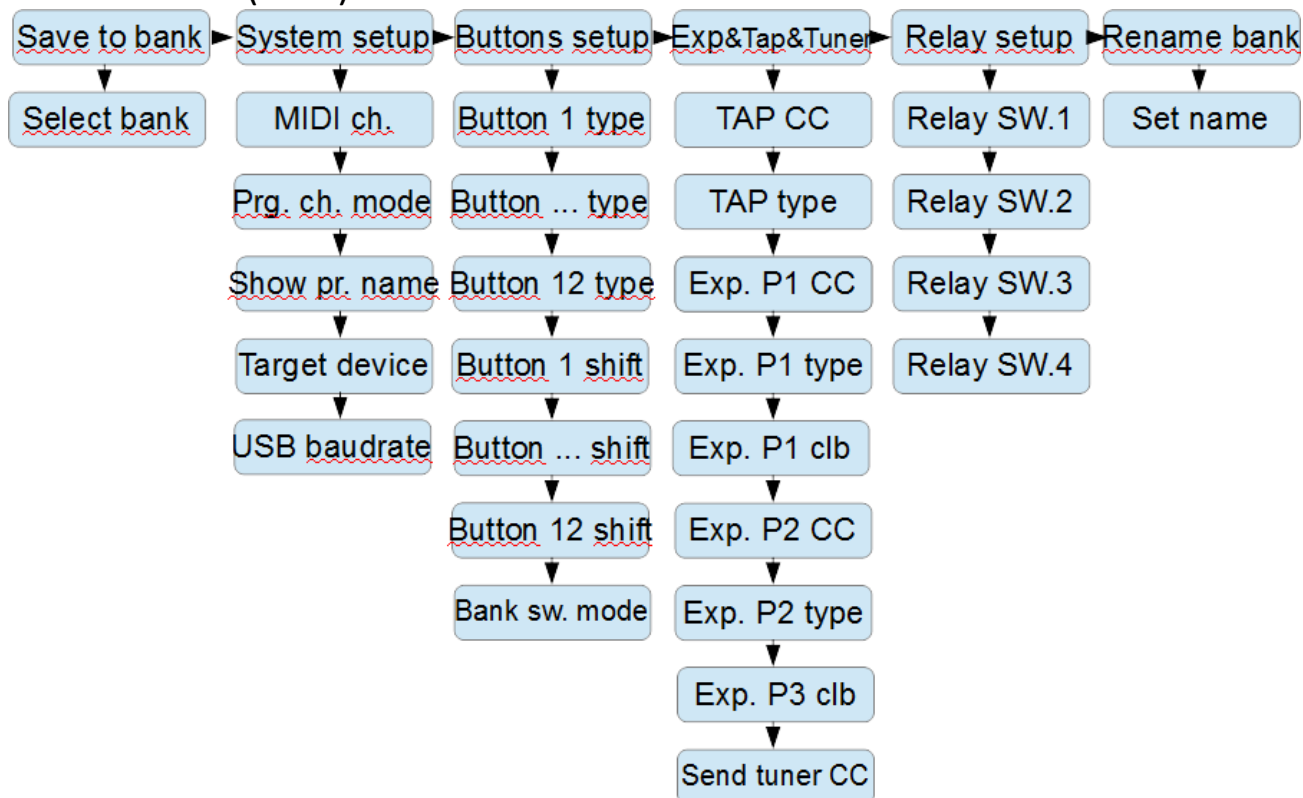 Save to bank
System setup
Buttons setup
Exp&Tap&Tuner
Relay setup
Rename bank
Select bank
MIDI ch.
Button 1 type
TAP CC
Relay SW.1
Set name
Prg. ch. mode
Button ... type
TAP type
Relay SW.2
Show pr. name
Button 12 type
Exp. P1 CC
Relay SW.3
Target device
Button 1 shift
Exp. P1 type
Relay SW.4
USB baudrate
Button ... shift
Exp. P1 clb
Button 12 shift
Exp. P2 CC
Bank sw. mode
Exp. P2 type
Exp. P3 clb
Send tuner CC